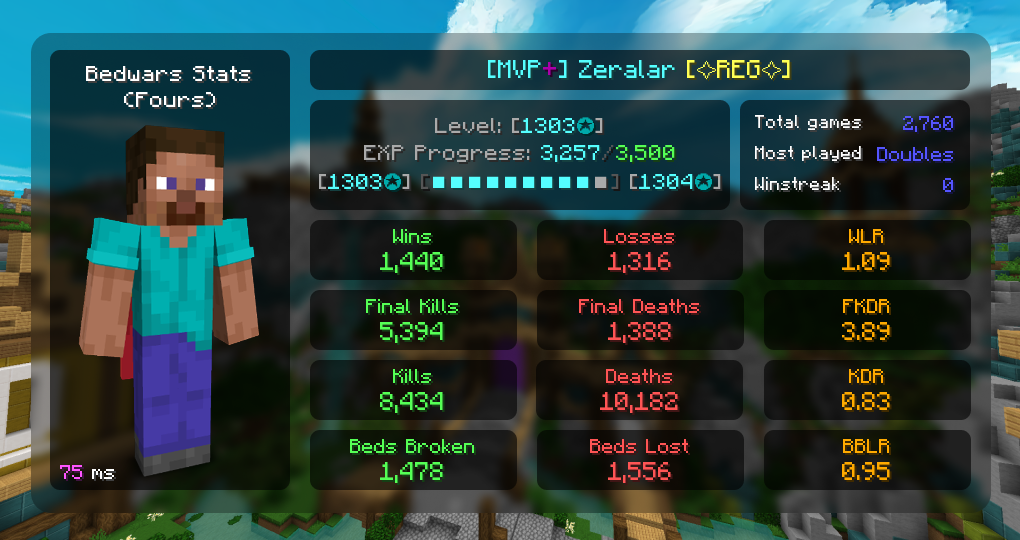 Bedwars Stats
(Fours)
75 ms
[MVP+] Zeralar [✧REG✧]
Level: [1303✪]
EXP Progress: 3,257/3,500
[1303✪] [■■■■■■■■■■] [1304✪]
Total games 2,760
Most played Doubles
Winstreak 0
Wins
1,440
Losses
1,316
WLR
1.09
Final Kills
5,394
Final Deaths
1,388
FKDR
3.89
Kills
8,434
Deaths
10,182
KDR
0.83
Beds Broken
1,478
Beds Lost
1,556
BBLR
0.95